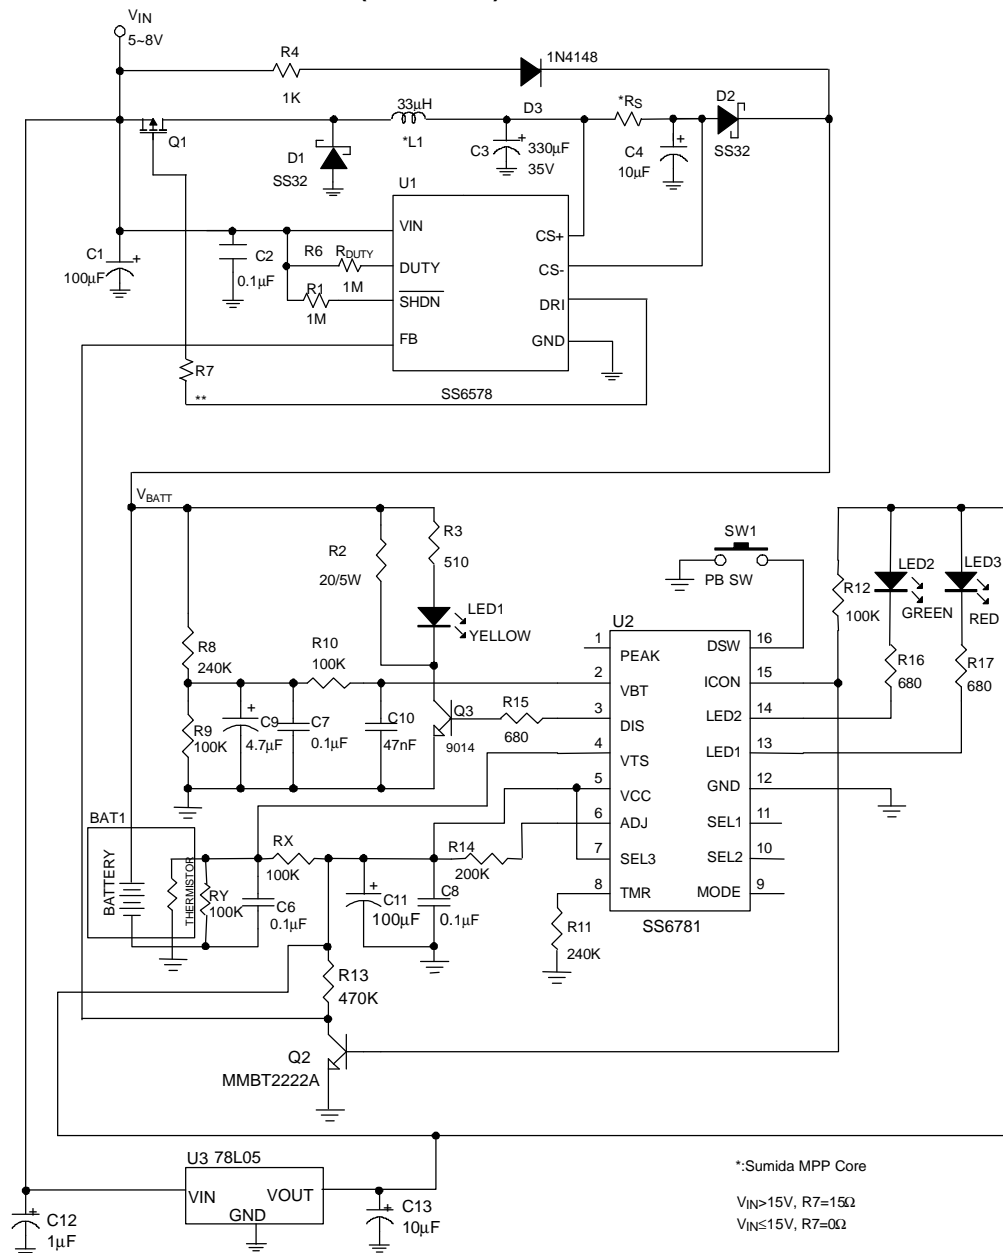 VIN
5~8V
R4
1K
1N4148
Q1
D1
SS32
33µH
*L1
D3
C3
330µF
35V
*RS
C4
10µF
D2
SS32
U1
VIN
DUTY
SHDN
FB
CS+
CS-
DRI
GND
SS6578
C1
100µF
C2
0.1µF
R6
RDUTY
1M
R1
1M
R7
**
VBATT
R2
20/5W
R3
510
LED1
YELLOW
SW1
PB SW
R12
100K
LED2
GREEN
LED3
RED
R16
680
R17
680
R8
240K
R10
100K
R9
100K
C9
4.7µF
C7
0.1µF
C10
47nF
Q3
9014
R15
680
U2
1
PEAK
2
VBT
3
DIS
4
VTS
5
VCC
6
ADJ
7
SEL3
8
TMR
DSW
16
ICON
15
LED2
14
LED1
13
GND
12
SEL1
11
SEL2
10
MODE
9
SS6781
BAT1
BATTERY
THERMISTOR
RY
100K
RX
100K
C6
0.1µF
C11
100µF
C8
0.1µF
R14
200K
R11
240K
R13
470K
Q2
MMBT2222A
U3 78L05
VIN
VOUT
GND
C12
1µF
C13
10µF
*:Sumida MPP Core
VIN>15V, R7=15Ω
VIN≤15V, R7=0Ω